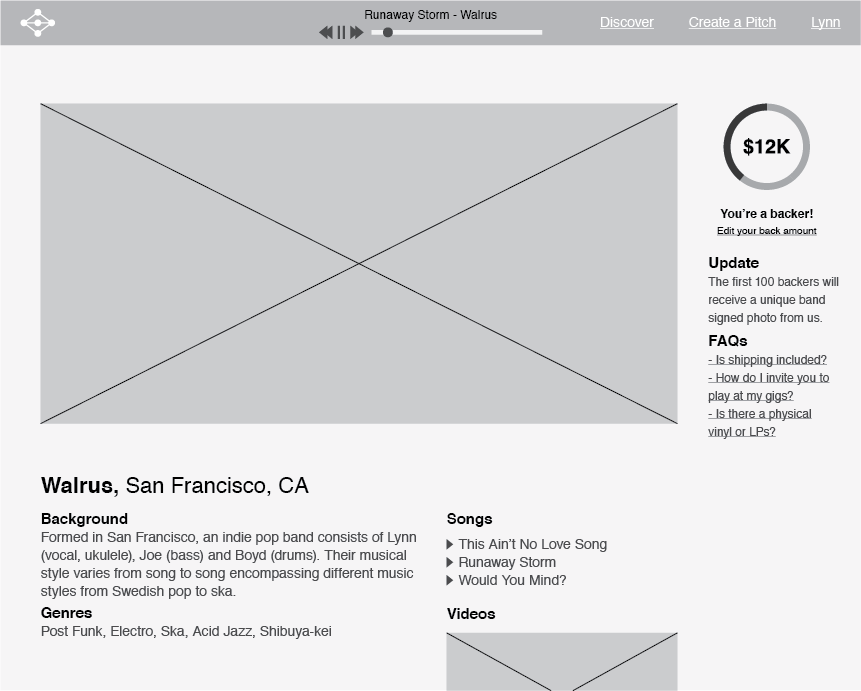 Runaway Storm - Walrus
Discover
Create a Pitch
Lynn
$12K
You're a backer!
Edit your back amount
Update
The first 100 backers will
receive a unique band
signed photo from us.
FAQs
- Is shipping included?
- How do I invite you to
play at my gigs?
- Is there a physical
vinyl or LPs?
Walrus, San Francisco, CA
Background
Formed in San Francisco, an indie pop band consists of Lynn
(vocal, ukulele), Joe (bass) and Boyd (drums). Their musical
style varies from song to song encompassing different music
styles from Swedish pop to ska.
Genres
Post Funk, Electro, Ska, Acid Jazz, Shibuya-kei
Songs
This Ain't No Love Song
Runaway Storm
Would You Mind?
Videos